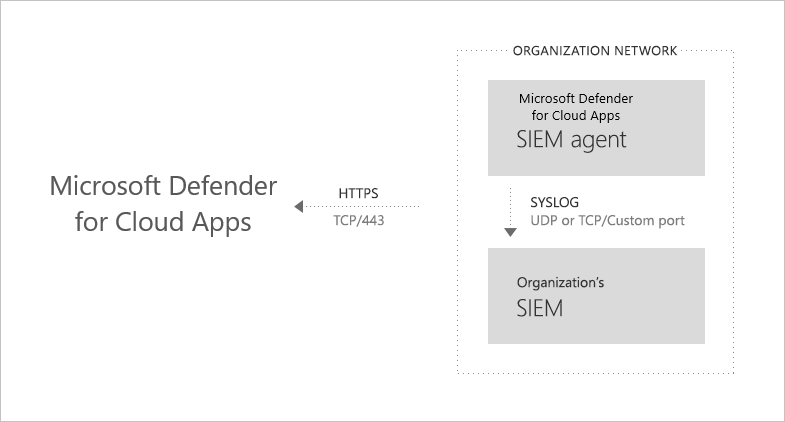 ORGANIZATION NETWORK
Microsoft Defender
for Cloud Apps
SIEM agent
Microsoft Defender
for Cloud Apps
HTTPS
TCP/443
SYSLOG
UDP or TCP/Custom port
Organization's
SIEM